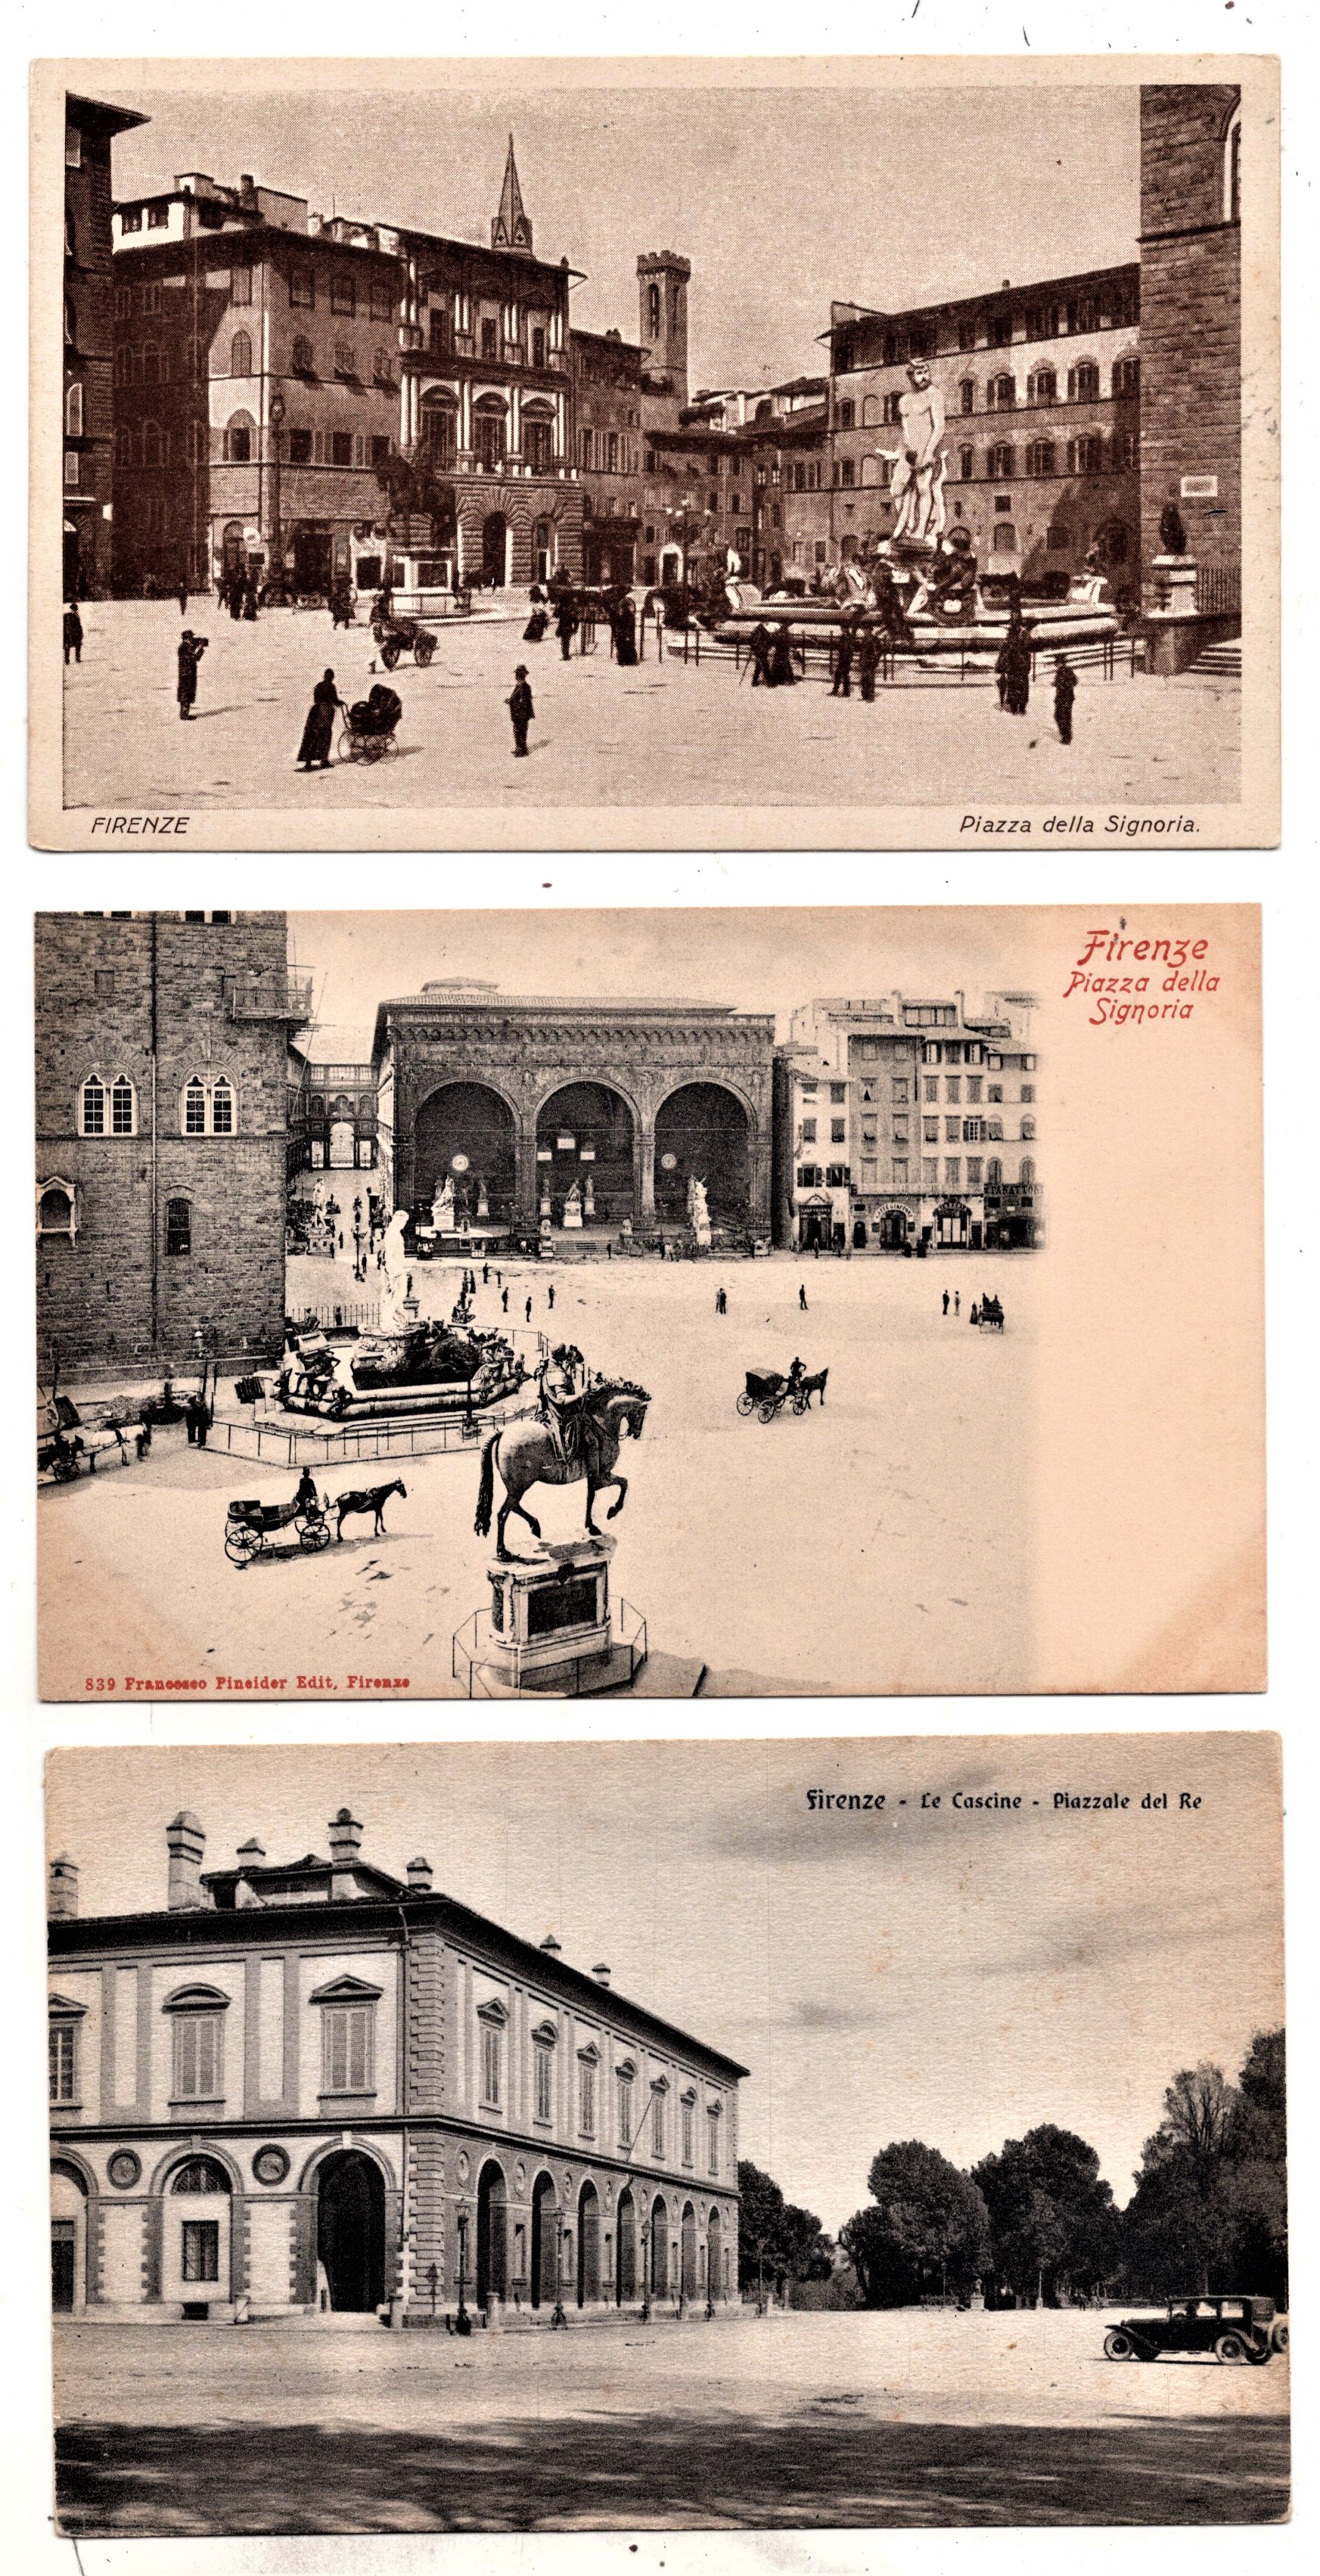 FIRENZE
Piazza della Signoria.
Firenze
Piazza della
Signoria
839 Francesco Pineider Edit, Firenze
Firenze - Le Cascine - Piazzale del Re